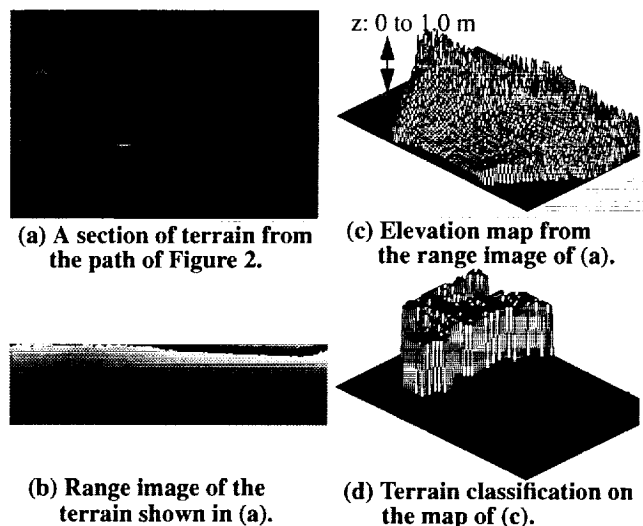 z: 0 to 1.0 m
(a) A section of terrain from
the path of Figure 2.
(c) Elevation map from
the range image of (a).
(b) Range image of the
terrain shown in (a).
(d) Terrain classification on
the map of (c).